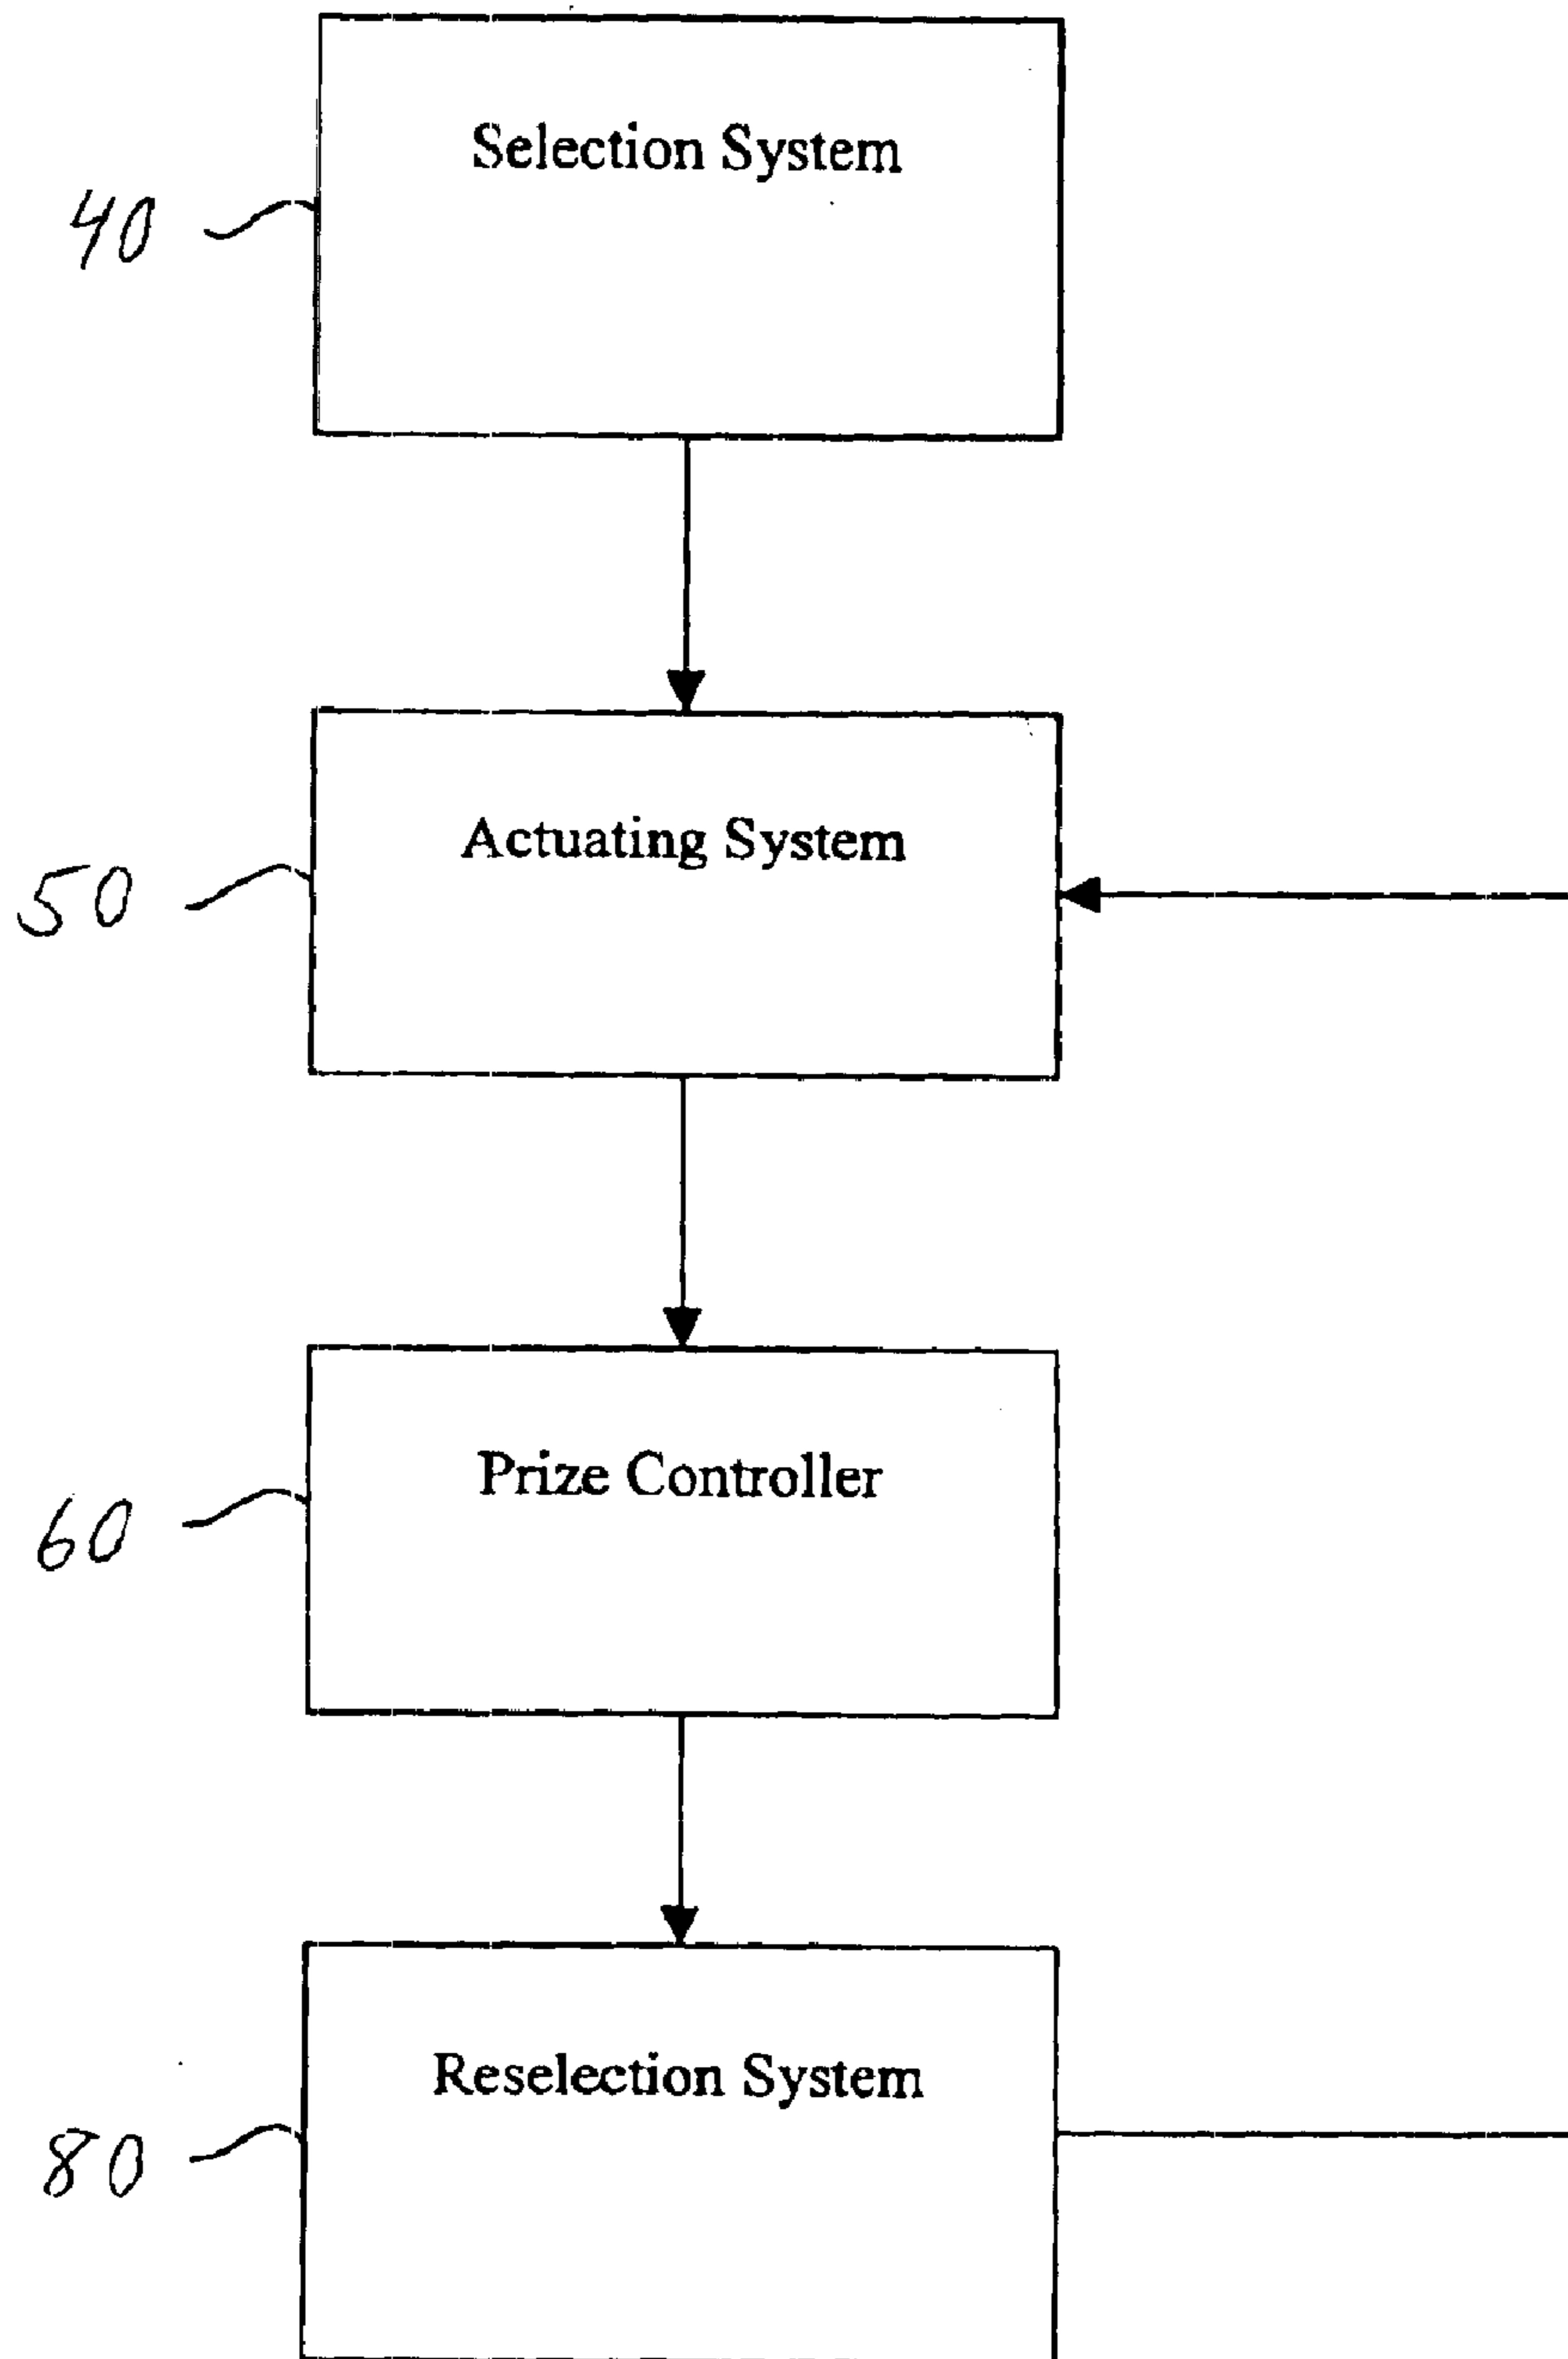 Selection System
40
Actuating System
50
Prize Controller
60
Reselection System
80